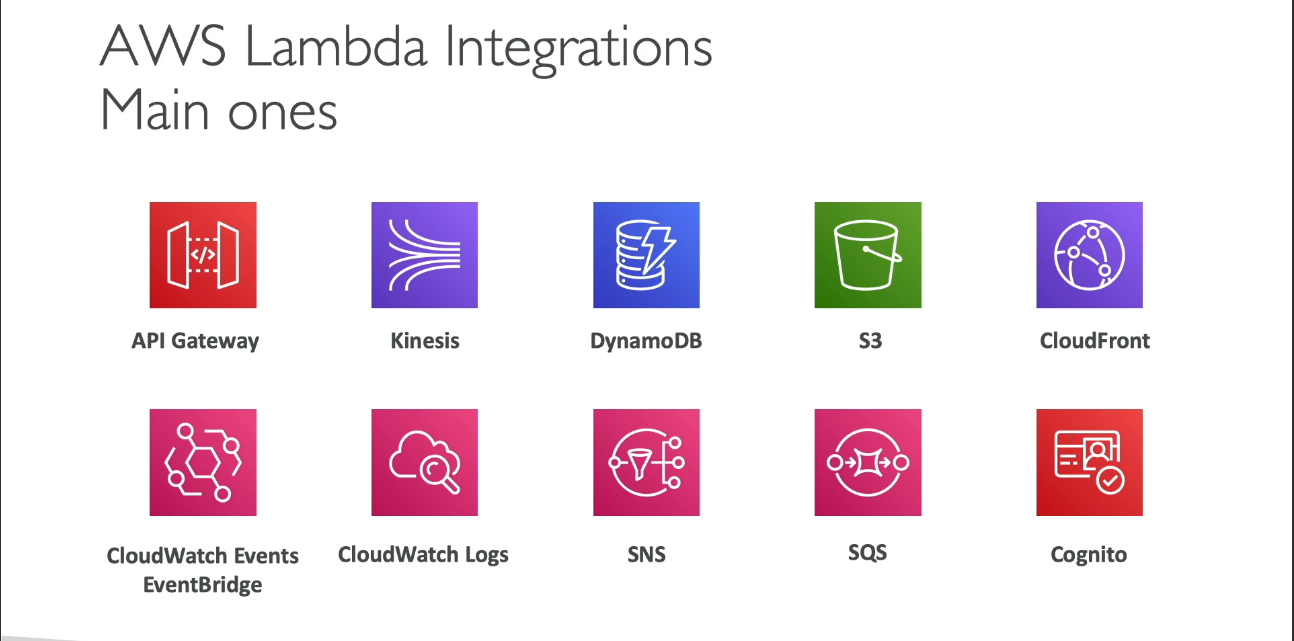 AWS Lambda Integrations
Main ones
</>
API Gateway
Kinesis
DynamoDB
S3
CloudFront
CloudWatch Events
EventBridge
CloudWatch Logs
SNS
SQS
Cognito